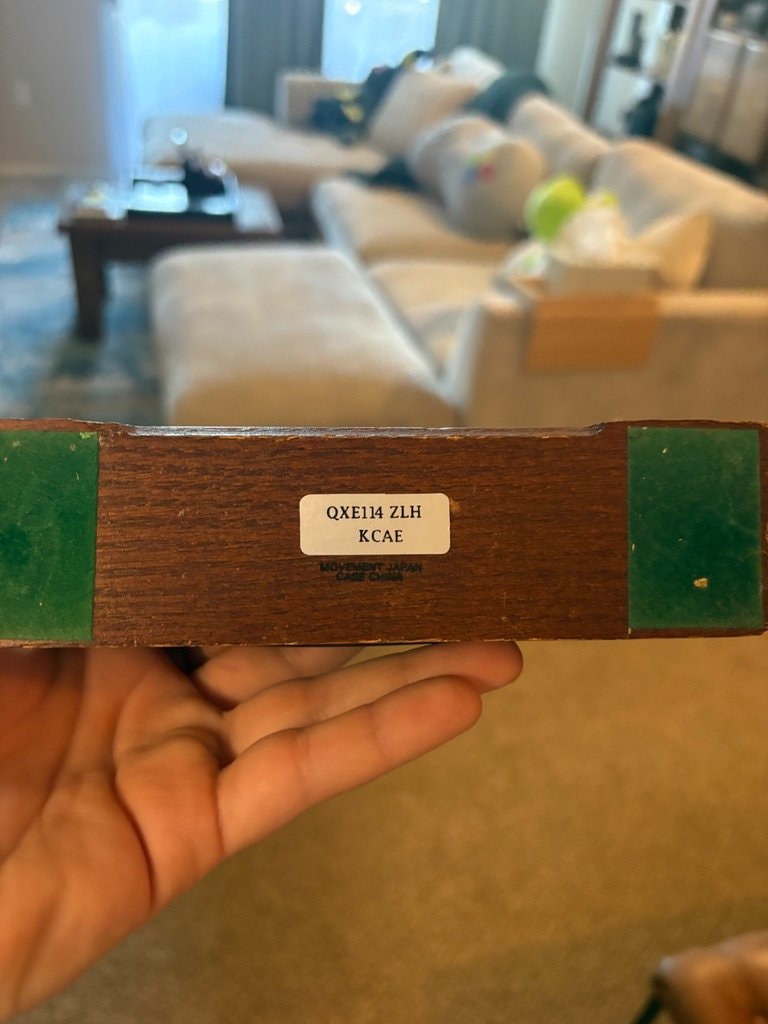 QXE114 ZLH
KCAE
MOVEMENT JAPAN
CASE CHINA